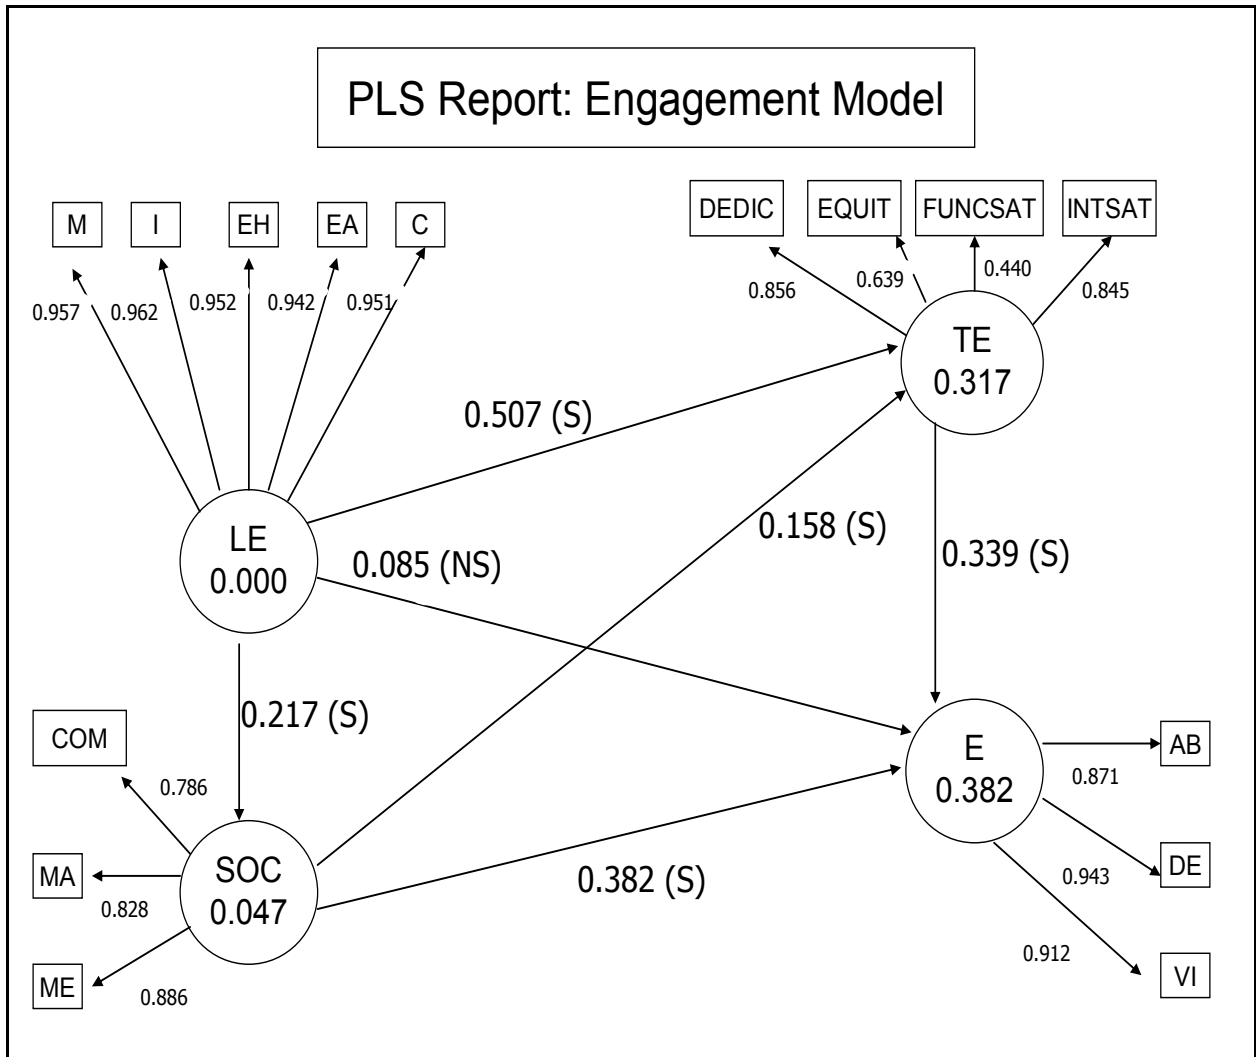 PLS Report: Engagement Model
DEDIC EQUIT FUNCSAT INTSAT
M I EH EA C
0.957 0.962 0.952 0.942 0.951
0.856 0.639 0.440 0.845
TE
0.317
0.507 (S)
0.158 (S)
LE
0.000
0.085 (NS)
0.339 (S)
0.217 (S)
COM
0.786
E
0.382
AB
0.871
SOC
0.047
MA
0.828
0.382 (S)
DE
0.943
ME
0.886
0.912
VI